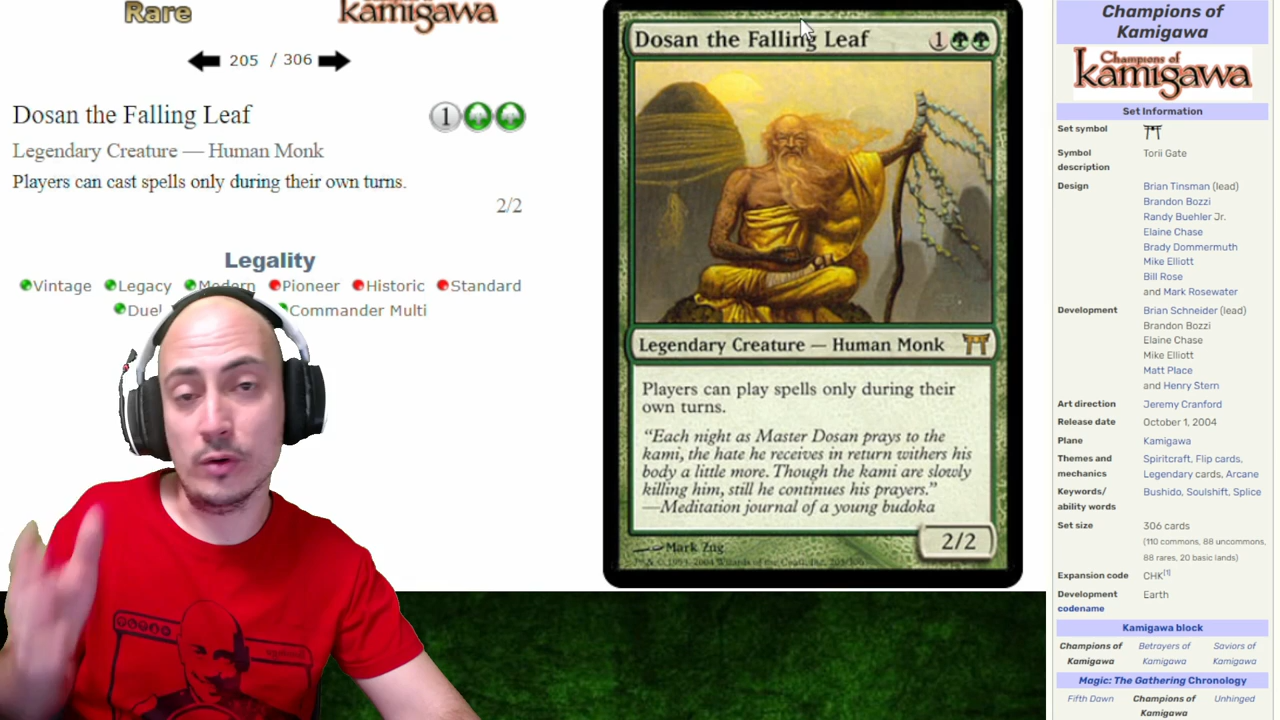 Rare
kamigawa
205 / 306
Dosan the Falling Leaf
1
Legendary Creature — Human Monk
Players can cast spells only during their own turns.
2/2
Legality
Vintage Legacy Modern Pioneer Historic Standard
Duel Commander Multi
Dosan the Falling Leaf 1
Legendary Creature — Human Monk
Players can play spells only during their
own turns.
“Each night as Master Dosan prays to the
kami, the hate he receives in return withers his
body a little more. Though the kami are slowly
killing him, still he continues his prayers.”
—Meditation journal of a young budoka
2/2
Mark Zug
Champions of
Kamigawa
Champions of
kamigawa
Set Information
Set symbol
Symbol description Torii Gate
Design Brian Tinsman (lead)
Brandon Bozzi
Randy Buehler Jr.
Elaine Chase
Brady Dommermuth
Mike Elliott
Bill Rose
and Mark Rosewater
Development Brian Schneider (lead)
Brandon Bozzi
Elaine Chase
Mike Elliott
Matt Place
and Henry Stern
Art direction Jeremy Cranford
Release date October 1, 2004
Plane Kamigawa
Themes and Spiritcraft, Flip cards,
mechanics Legendary cards, Arcane
Keywords/ Bushido, Soulshift, Splice
ability words
Set size 306 cards
(110 commons, 88 uncommons,
88 rares, 20 basic lands)
Expansion code CHK[1]
Development Earth
codename
Kamigawa block
Champions of Betrayers of Saviors of
Kamigawa Kamigawa Kamigawa
Magic: The Gathering Chronology
Fifth Dawn Champions of Unhinged
Kamigawa